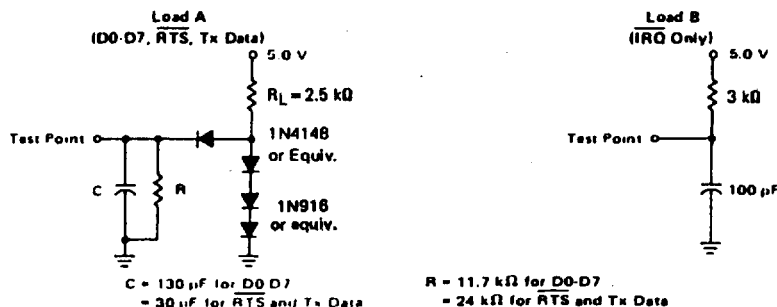 Load A
(D0-D7, RTS, Tx Data)
5.0 V
RL = 2.5 kΩ
Test Point
1N4148
or Equiv.
C
R
1N916
or equiv.
C = 130 pF for D0-D7
= 30 pF for RTS and Tx Data
Load B
(IRQ Only)
5.0 V
3 kΩ
Test Point
100 pF
R = 11.7 kΩ for D0-D7
= 24 kΩ for RTS and Tx Data